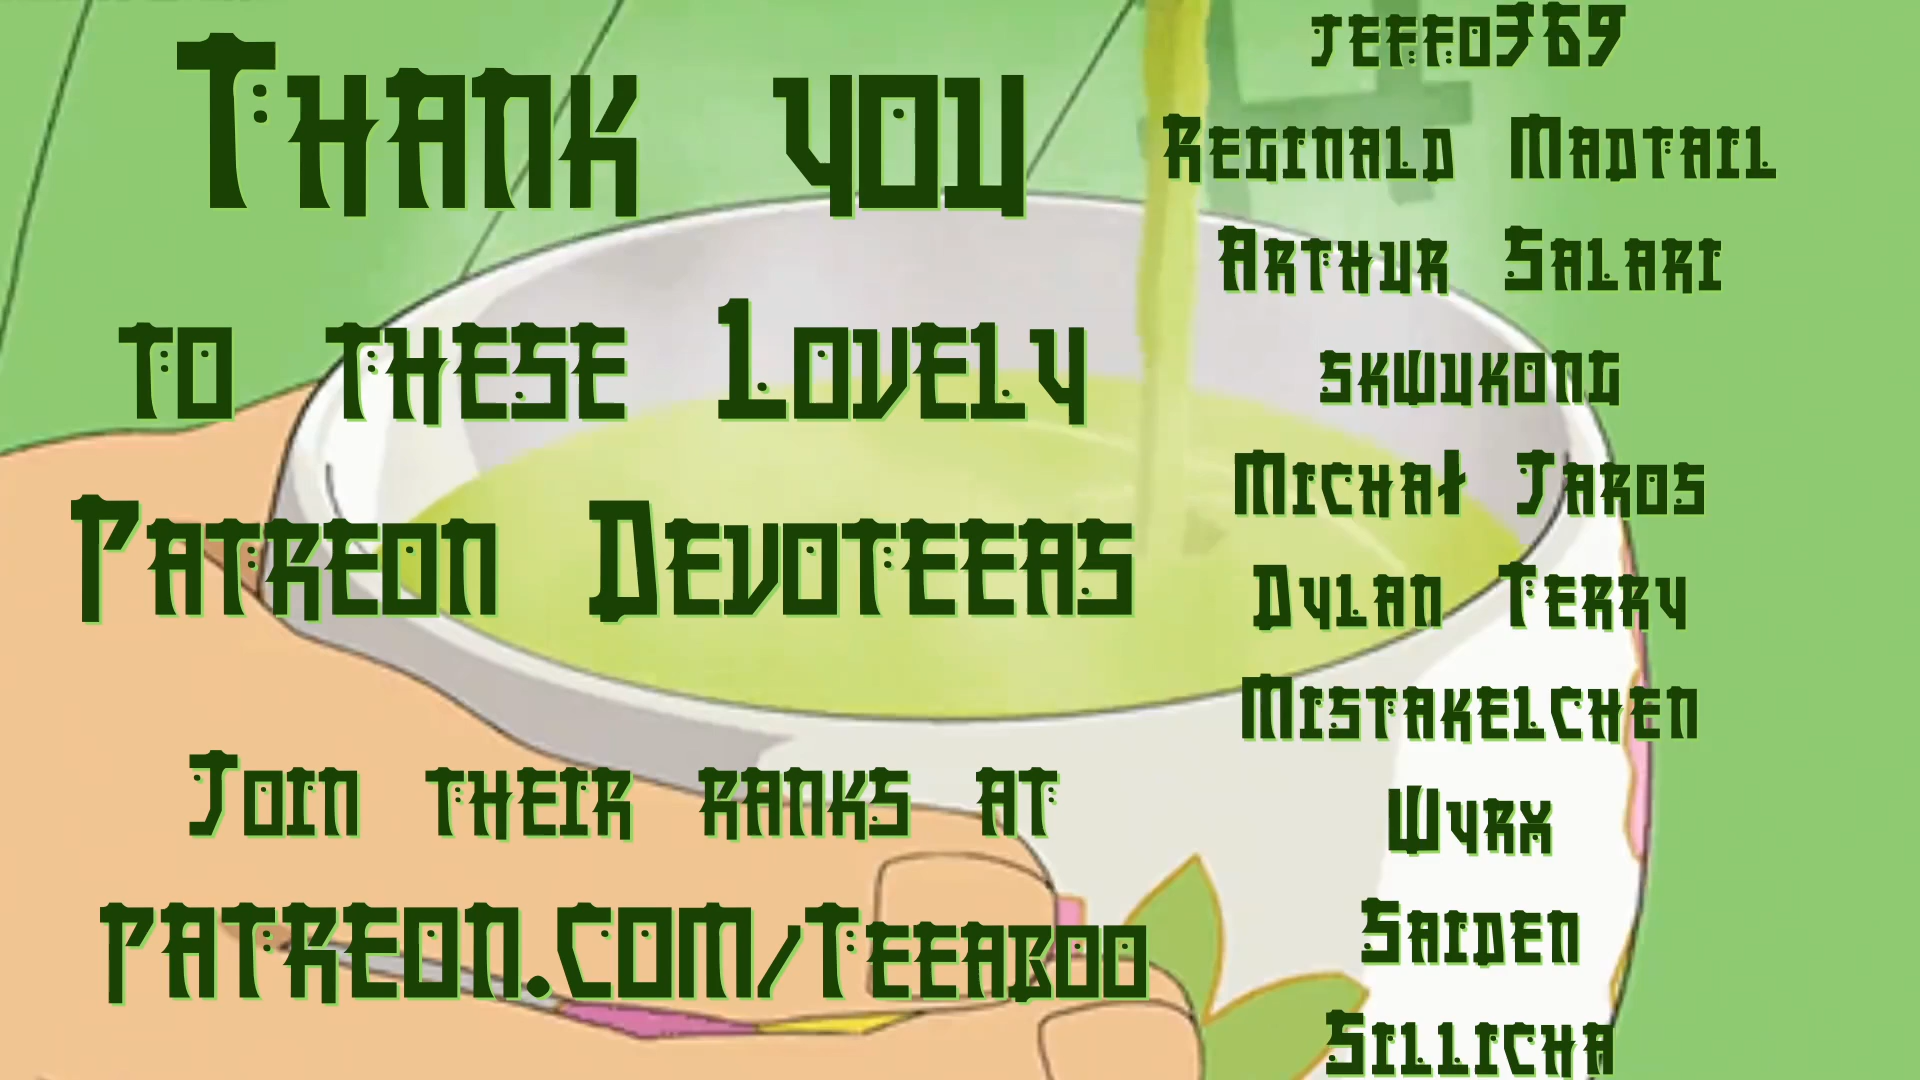 Thank you
to these Lovely
Patreon Devoteeas
Join their ranks at
patreon.com/Teeaboo
jeffo369
Reginald Madtail
Arthur Salari
skwukong
Michał Jaros
Dylan Terry
Mistakelchen
Wyrx
Saiden
Sillicha